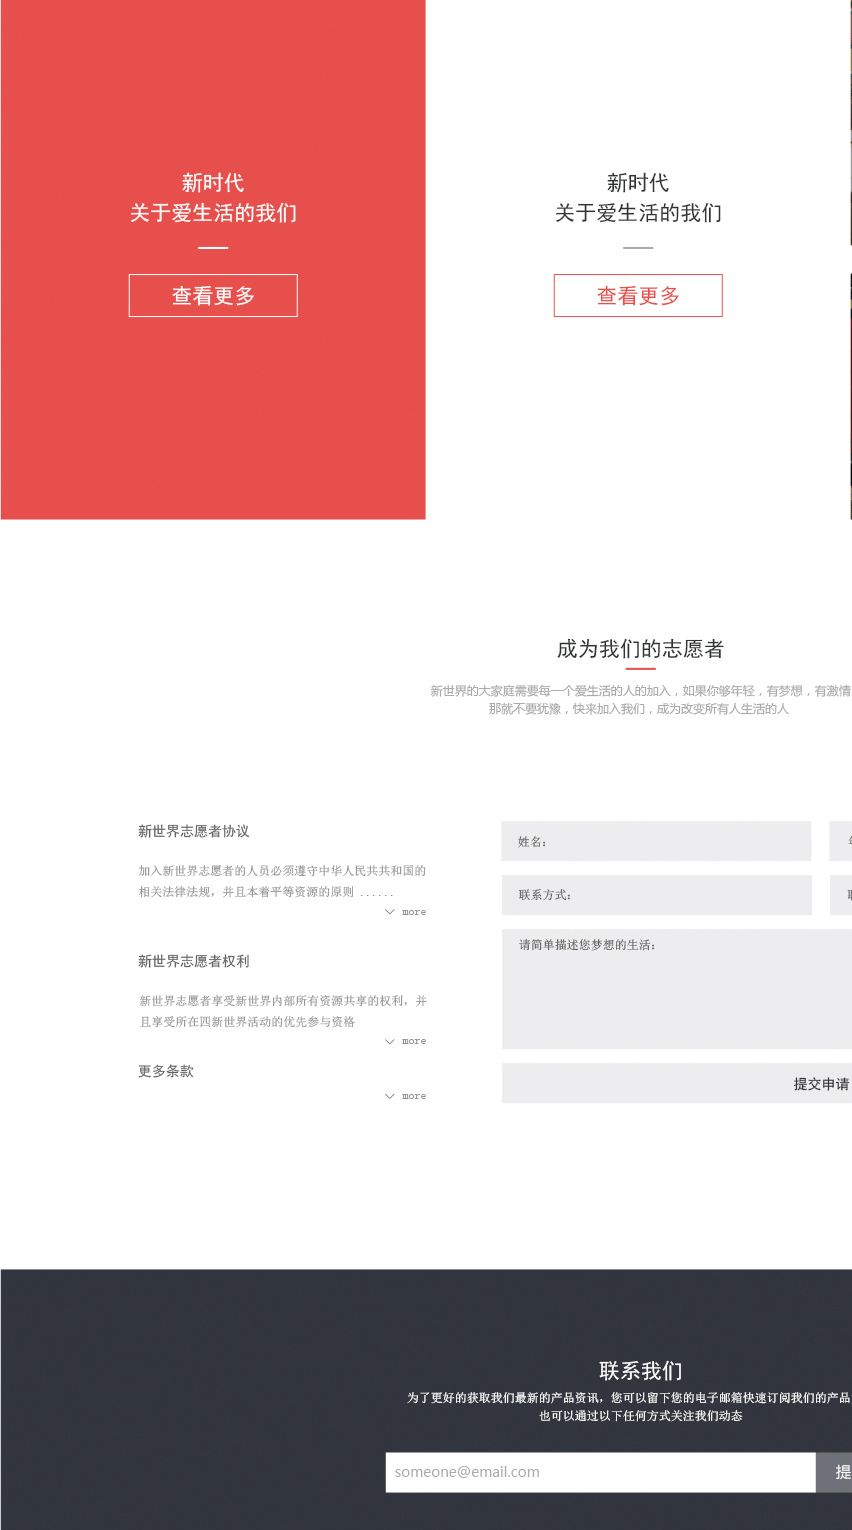 新时代
关于爱生活的我们
查看更多
新时代
关于爱生活的我们
查看更多
成为我们的志愿者
新世界的大家庭需要每一个爱生活的人的加入，如果你够年轻，有梦想，有激情
那就不要犹豫，快来加入我们，成为改变所有人生活的人
新世界志愿者协议
加入新世界志愿者的人员必须遵守中华人民共共和国的
相关法律法规，并且本着平等资源的原则 ......
more
新世界志愿者权利
新世界志愿者享受新世界内部所有资源共享的权利，并
且享受所在四新世界活动的优先参与资格
more
更多条款
more
姓名：
联系方式：
请简单描述您梦想的生活：
提交申请
联系我们
为了更好的获取我们最新的产品资讯，您可以留下您的电子邮箱快速订阅我们的产品
也可以通过以下任何方式关注我们动态
someone@email.com
提